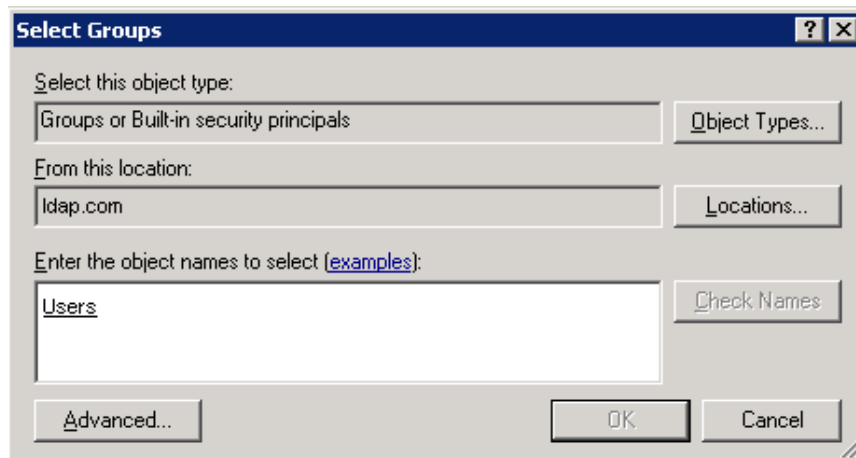 Select Groups
Select this object type:
Groups or Built-in security principals
Object Types...
From this location:
ldap.com
Locations...
Enter the object names to select (examples):
Users
Check Names
Advanced...
OK
Cancel